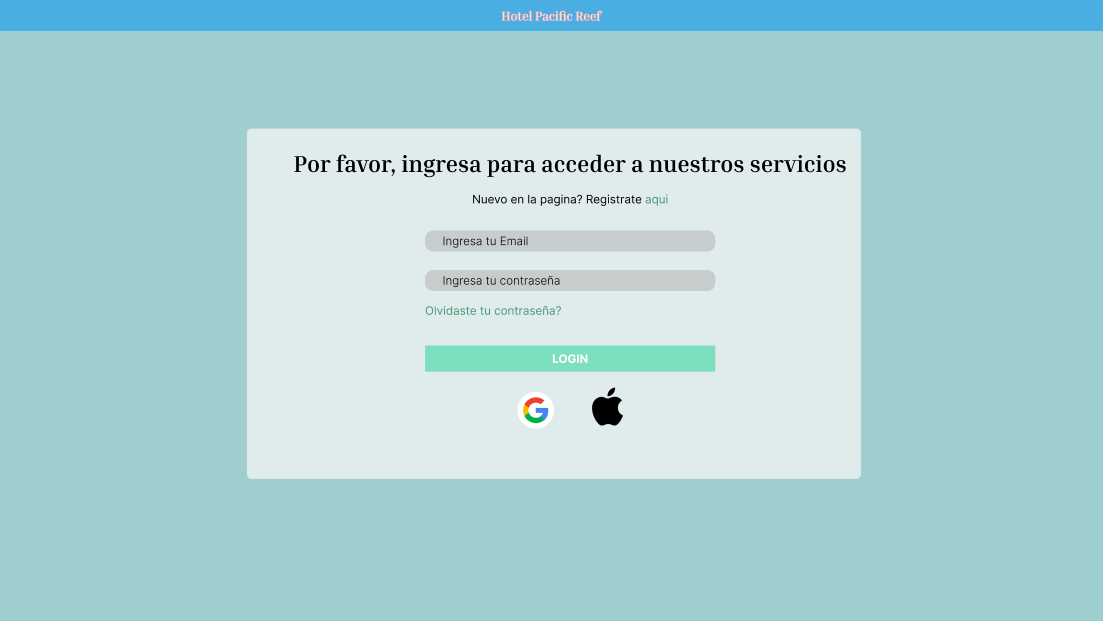 Hotel Pacific Reef
Por favor, ingresa para acceder a nuestros servicios
Nuevo en la pagina? Registrate aqui
Ingresa tu Email
Ingresa tu contraseña
Olvidaste tu contraseña?
LOGIN